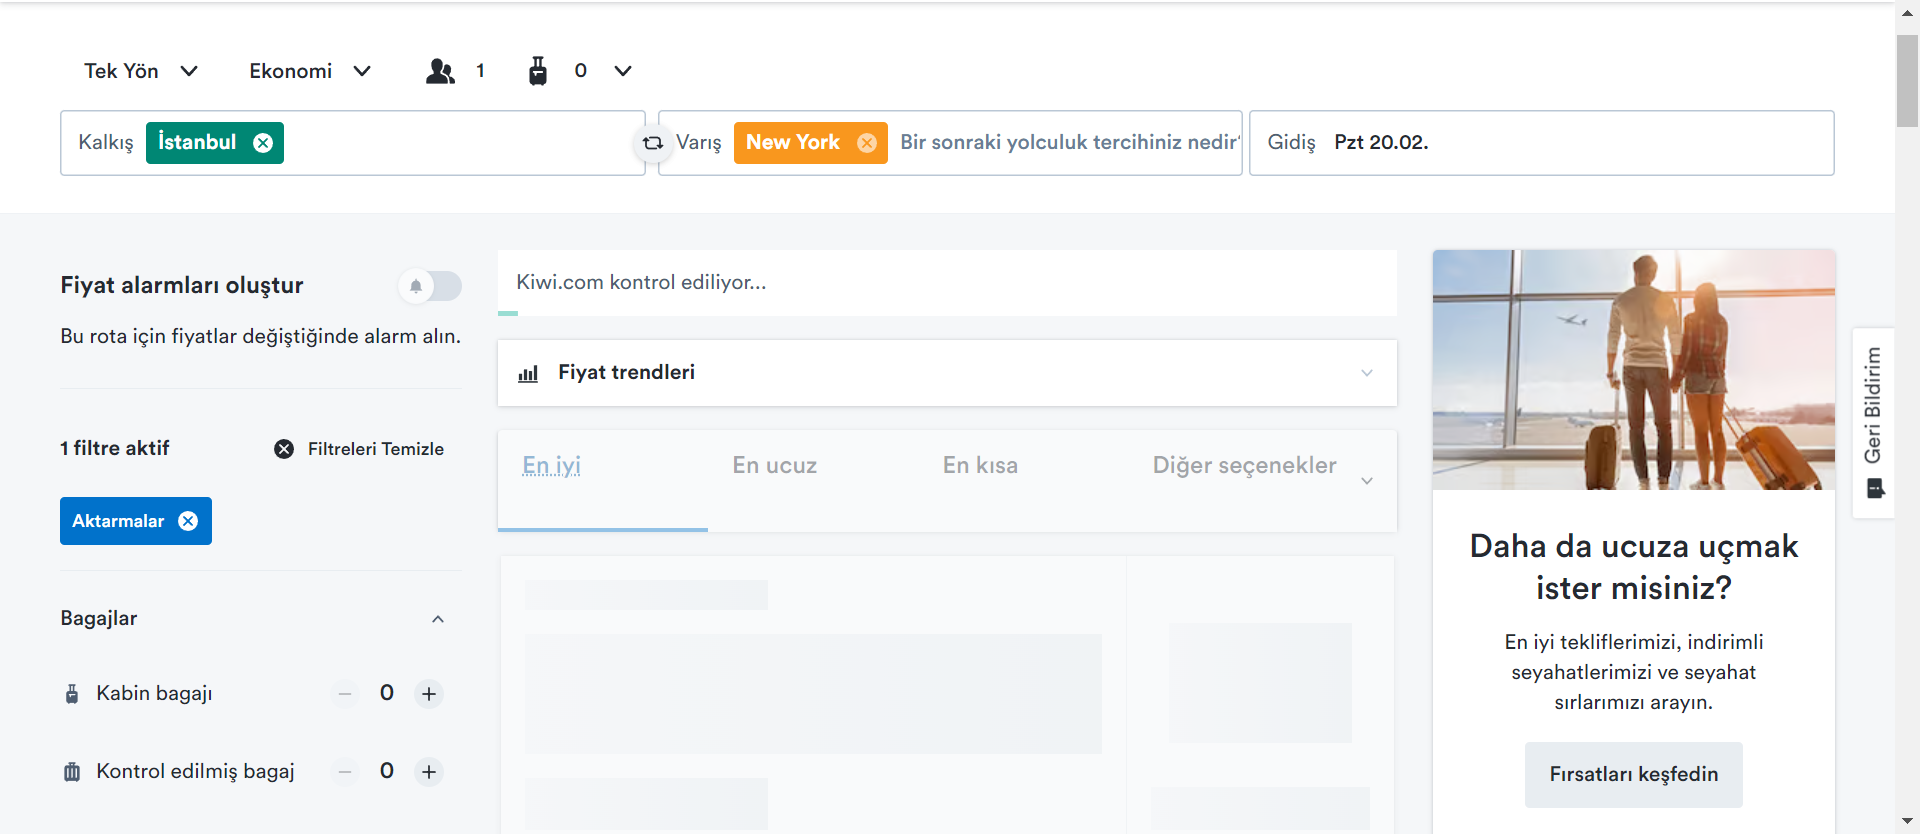 Tek Yön
Ekonomi
1
0
Kalkış İstanbul
Varış New York Bir sonraki yolculuk tercihiniz nedir
Gidiş Pzt 20.02.
Fiyat alarmları oluştur
Bu rota için fiyatlar değiştiğinde alarm alın.
1 filtre aktif
Filtreleri Temizle
Aktarmalar
Bagajlar
Kabin bagajı
0
Kontrol edilmiş bagaj
0
Kiwi.com kontrol ediliyor...
Fiyat trendleri
En iyi
En ucuz
En kısa
Diğer seçenekler
Daha da ucuza uçmak
ister misiniz?
En iyi tekliflerimizi, indirimli
seyahatlerimizi ve seyahat
sırlarımızı arayın.
Fırsatları keşfedin
Geri Bildirim